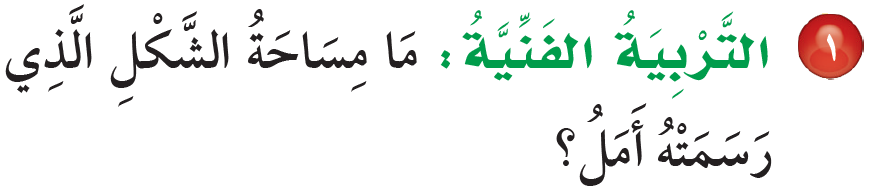 ١ التَّرْبِيَةُ الفَنِّيَّةُ : مَا مِسَاحَةُ الشَّكْلِ الَّذِي
رَسَمَتْهُ أَمَلُ؟